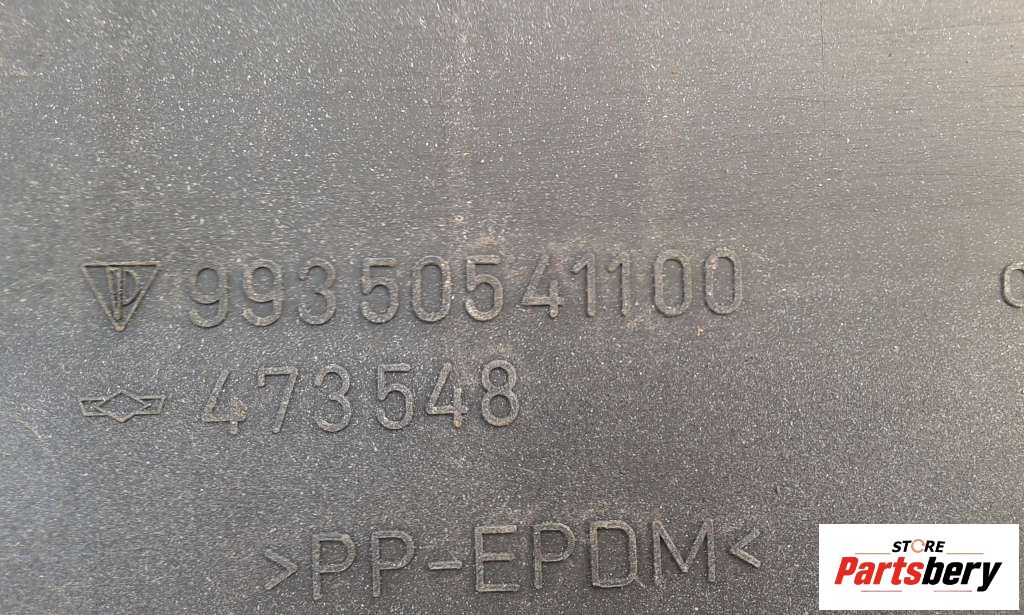 99350541100
473548
>PP-EPDM<
STORE
Partsbery